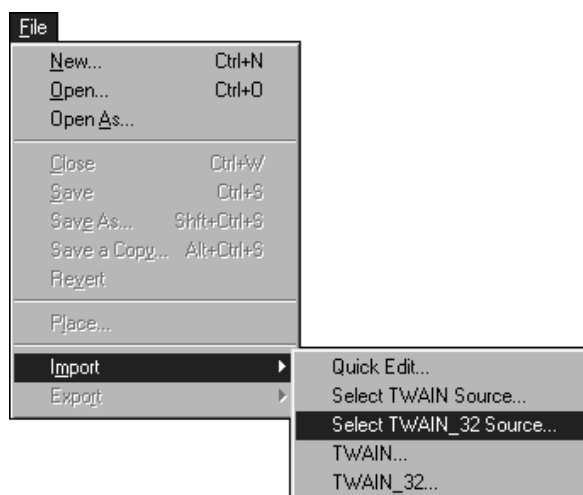 File
New... Ctrl+N
Open... Ctrl+O
Open As...
Close Ctrl+W
Save Ctrl+S
Save As... Shft+Ctrl+S
Save a Copy... Alt+Ctrl+S
Revert
Place...
Import
Export
Quick Edit...
Select TWAIN Source...
Select TWAIN_32 Source...
TWAIN...
TWAIN_32...